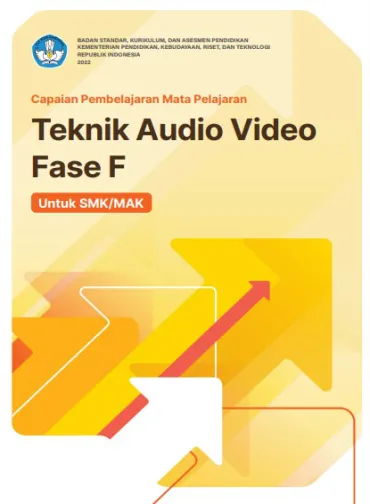 BADAN STANDAR, KURIKULUM, DAN ASESMEN PENDIDIKAN
KEMENTERIAN PENDIDIKAN, KEBUDAYAAN, RISET, DAN TEKNOLOGI
REPUBLIK INDONESIA
2022
Capaian Pembelajaran Mata Pelajaran
Teknik Audio Video
Fase F
Untuk SMK/MAK